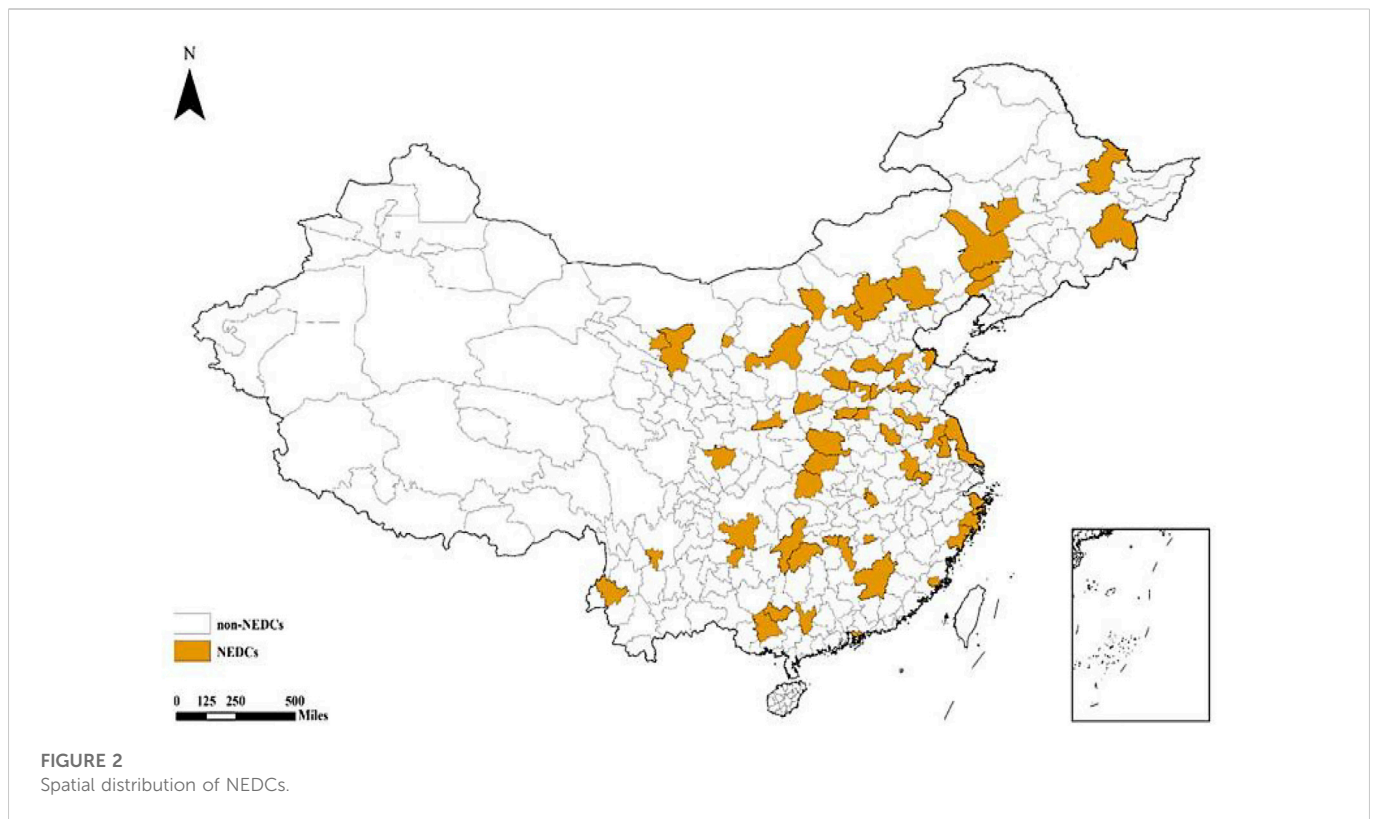 N
non-NEDCs
NEDCs
0 125 250 500
Miles
FIGURE 2
Spatial distribution of NEDCs.